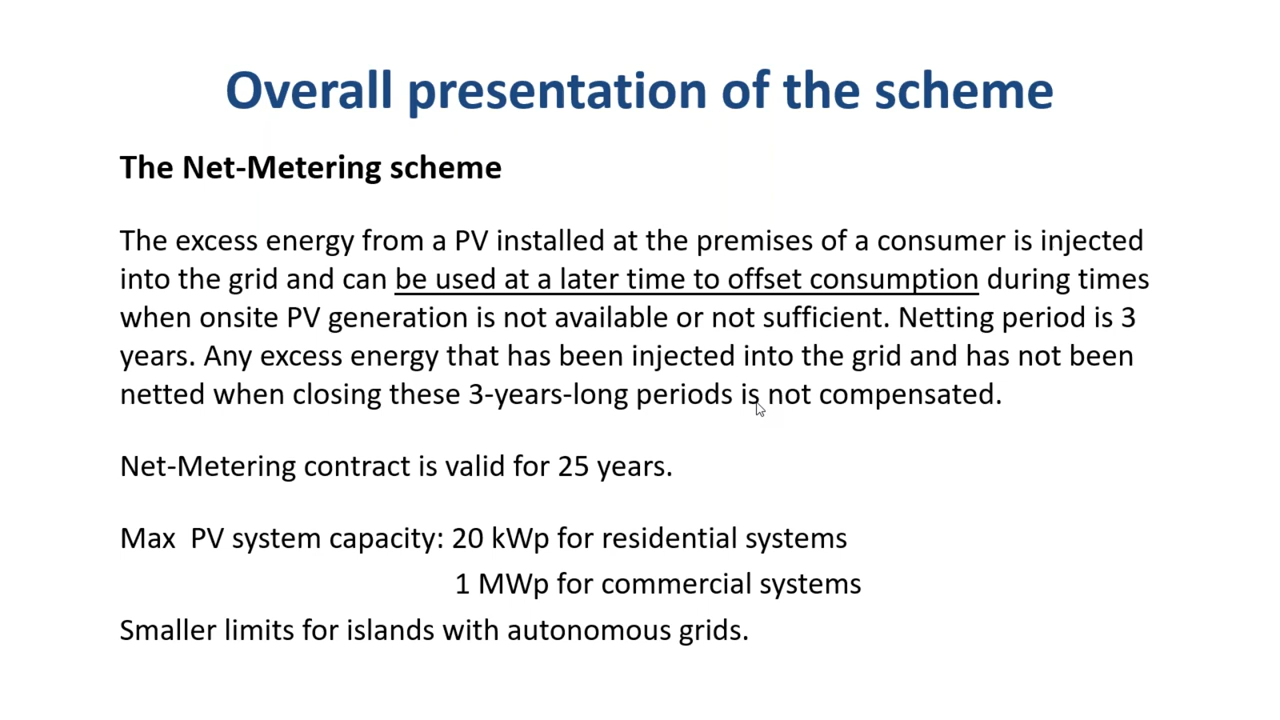 Overall presentation of the scheme
The Net-Metering scheme
The excess energy from a PV installed at the premises of a consumer is injected
into the grid and can be used at a later time to offset consumption during times
when onsite PV generation is not available or not sufficient. Netting period is 3
years. Any excess energy that has been injected into the grid and has not been
netted when closing these 3-years-long periods is not compensated.
Net-Metering contract is valid for 25 years.
Max  PV system capacity: 20 kWp for residential systems
1 MWp for commercial systems
Smaller limits for islands with autonomous grids.